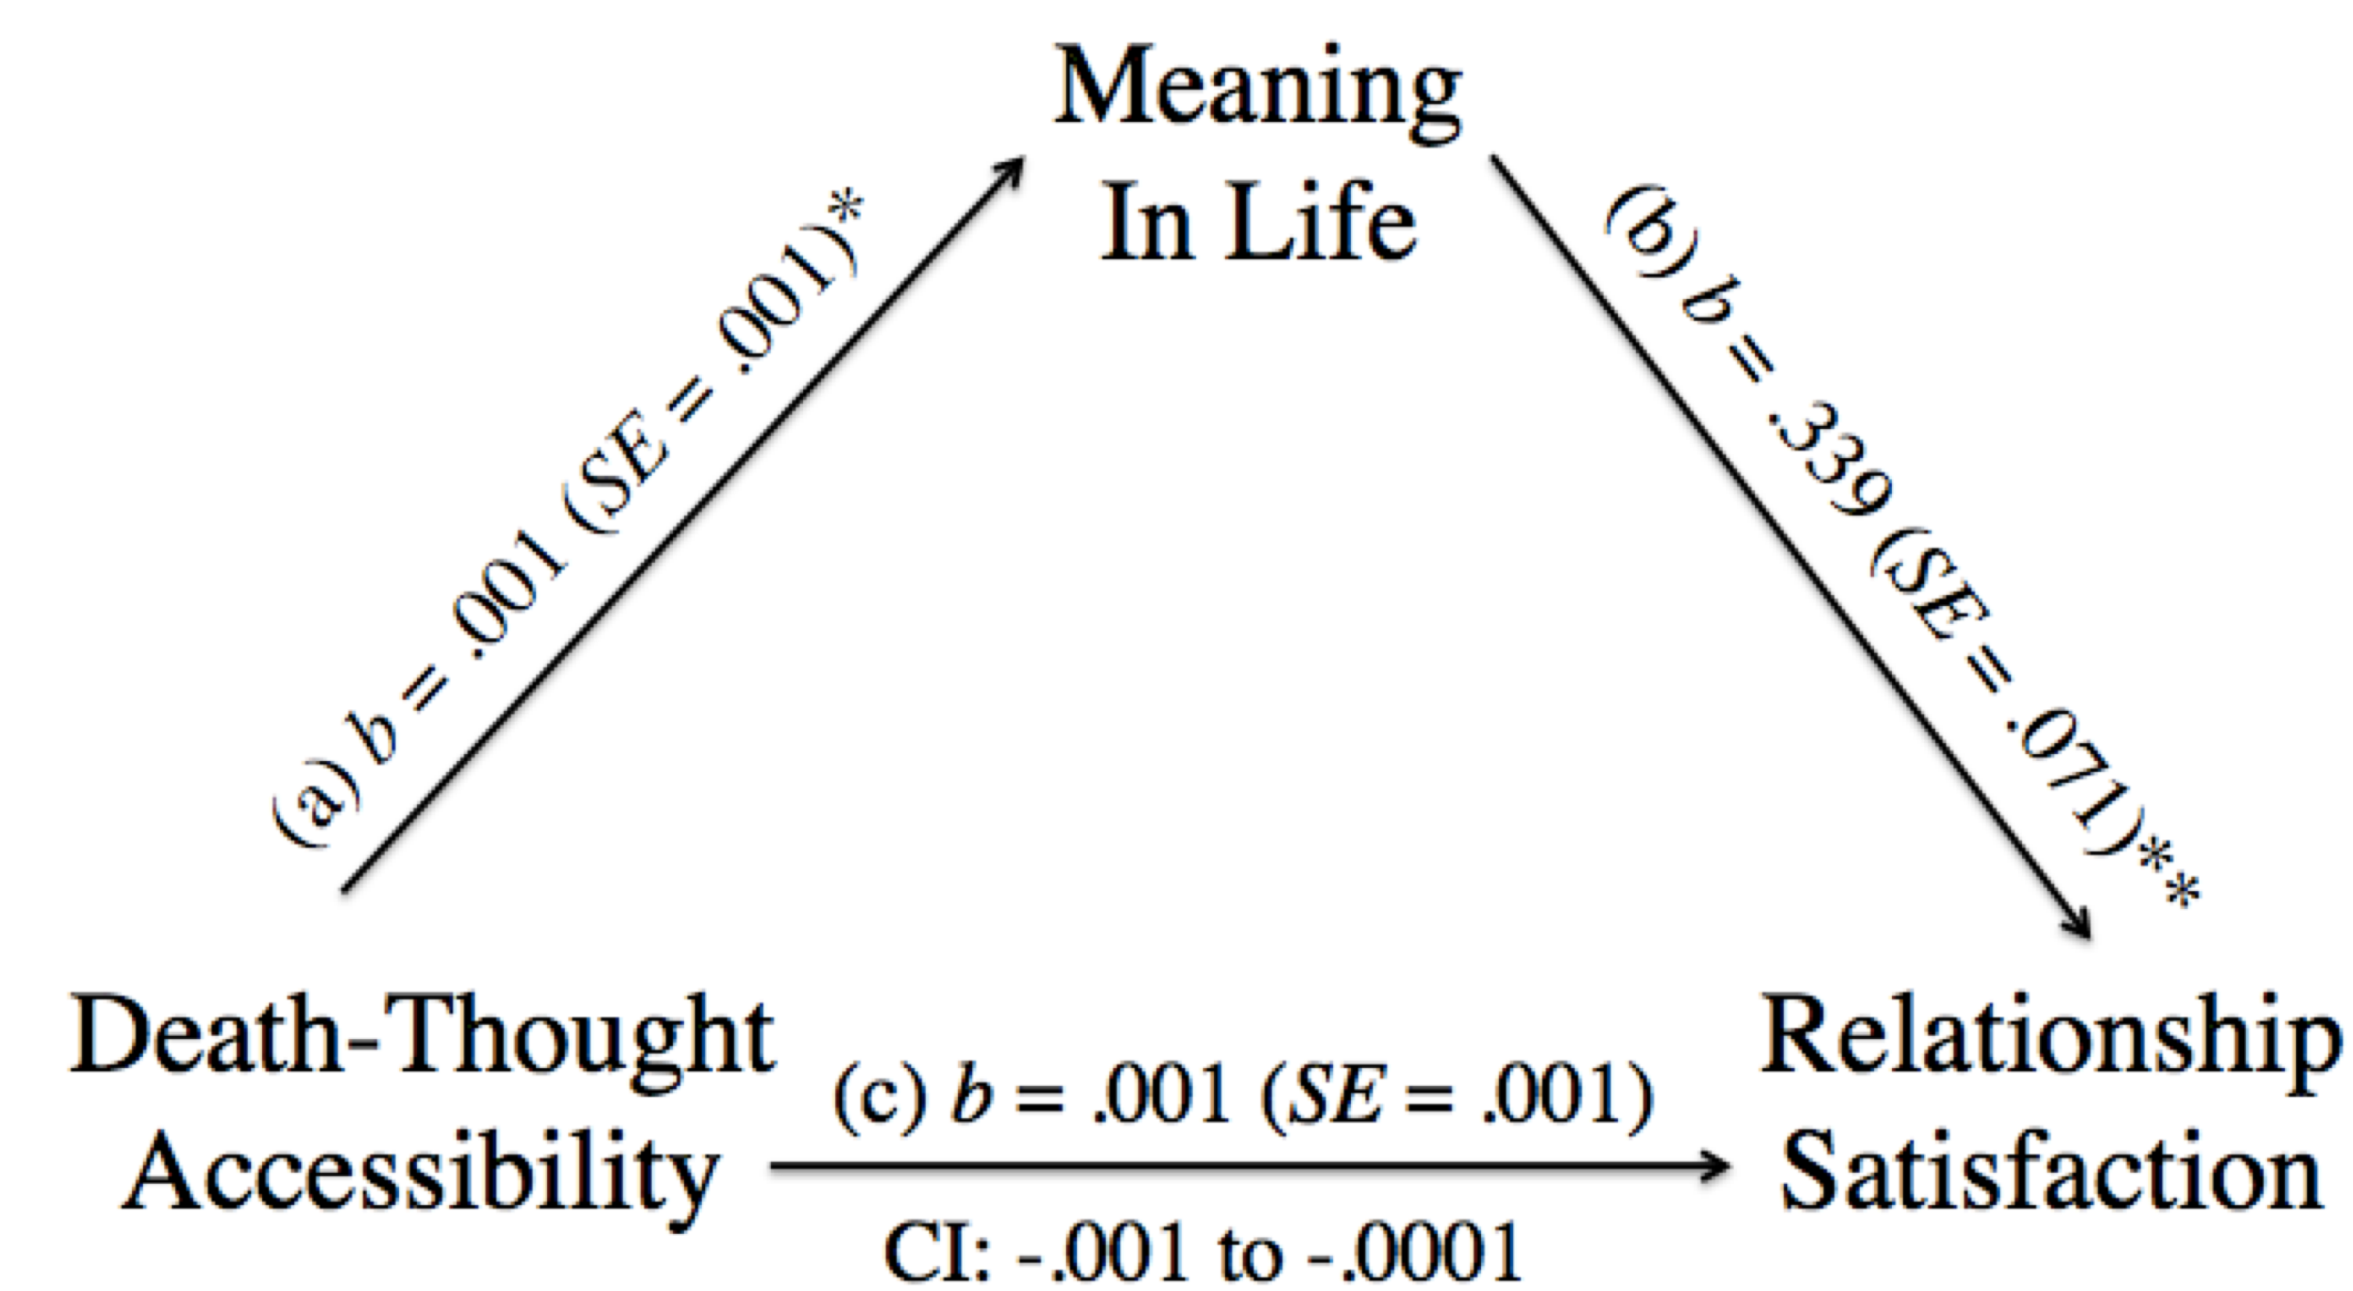 Meaning
In Life
(a) b = .001 (SE = .001)*
(b) b = .339 (SE = .071)**
Death-Thought
Accessibility
(c) b = .001 (SE = .001)
CI: -.001 to -.0001
Relationship
Satisfaction